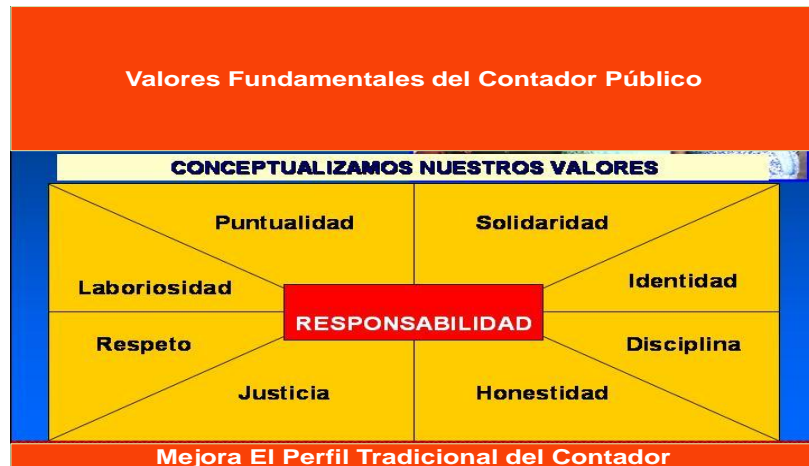 Valores Fundamentales del Contador Público
CONCEPTUALIZAMOS NUESTROS VALORES
Puntualidad
Solidaridad
Laboriosidad
Identidad
RESPONSABILIDAD
Respeto
Disciplina
Justicia
Honestidad
Mejora El Perfil Tradicional del Contador